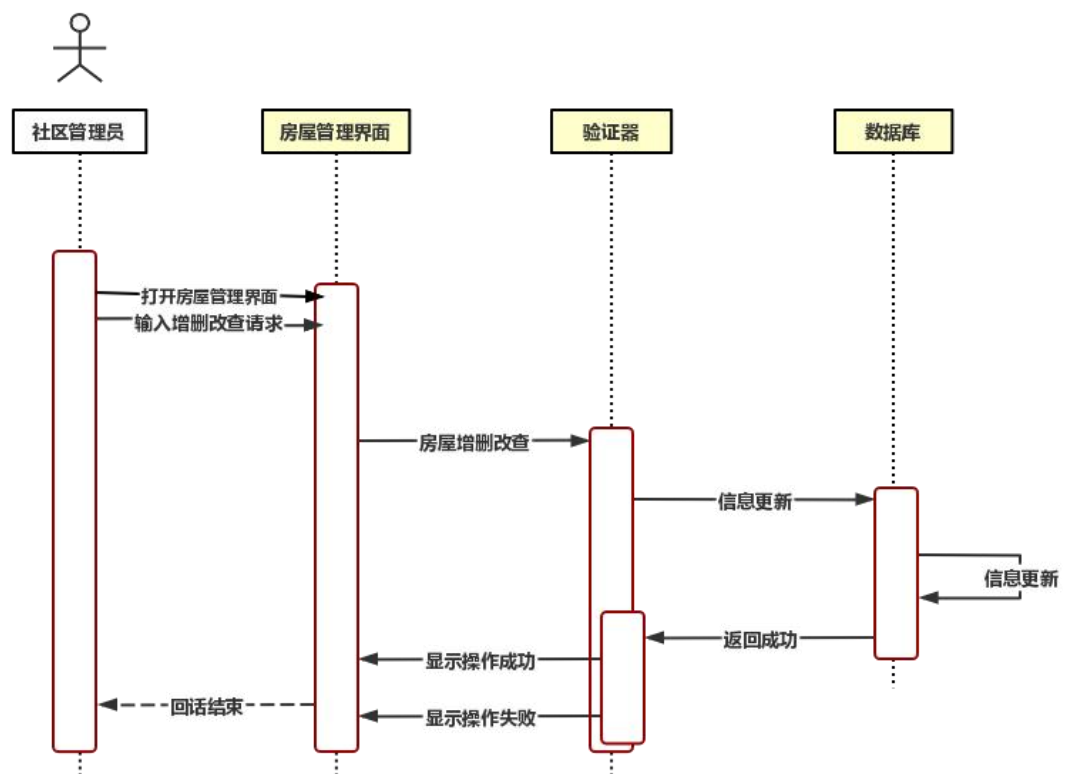 社区管理员
房屋管理界面
验证器
数据库
打开房屋管理界面
输入增删改查请求
房屋增删改查
信息更新
信息更新
返回成功
显示操作成功
回话结束
显示操作失败